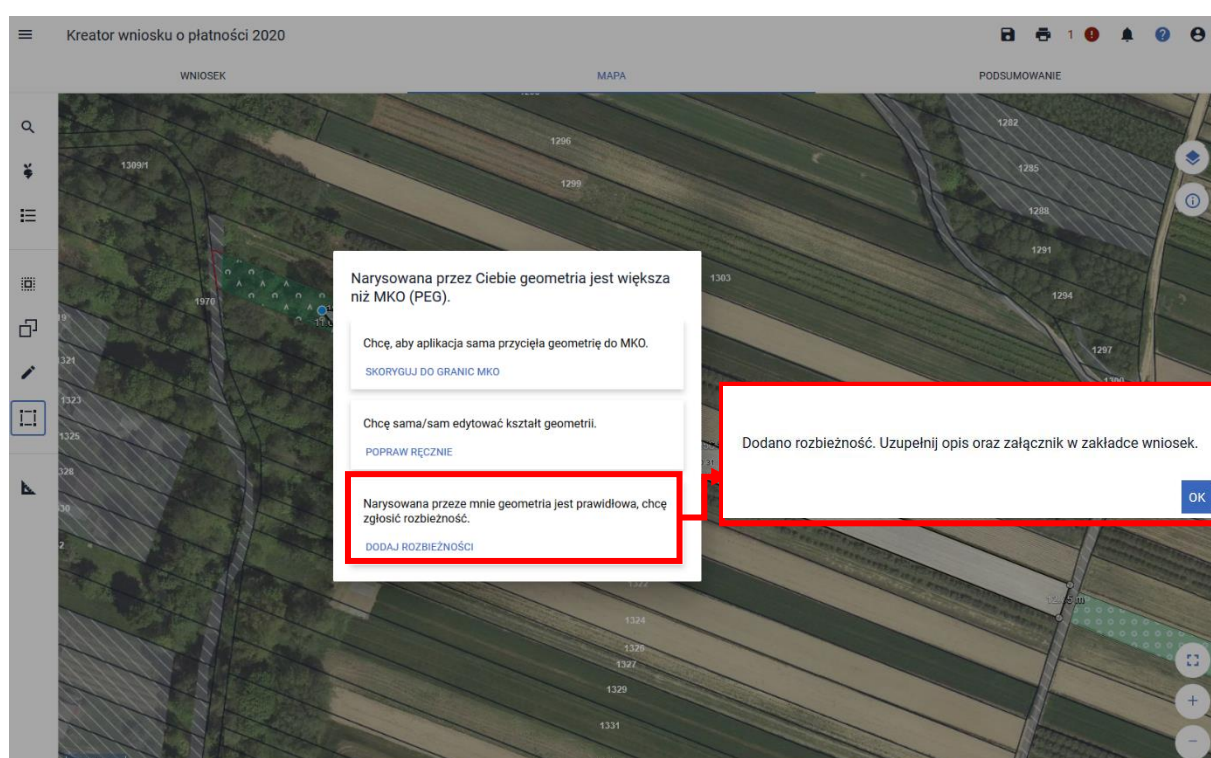 Kreator wniosku o płatności 2020
1
WNIOSEK
MAPA
PODSUMOWANIE
1282
1296
1309/1
1285
1299
1288
1291
1303
1970
1294
1297
1321
1323
1325
328
Narysowana przez Ciebie geometria jest większa
niż MKO (PEG).
Chcę, aby aplikacja sama przycięła geometrię do MKO.
SKORYGUJ DO GRANIC MKO
Chcę sama/sam edytować kształt geometrii.
POPRAW RĘCZNIE
Narysowana przeze mnie geometria jest prawidłowa, chcę
zgłosić rozbieżność.
DODAJ ROZBIEŻNOŚCI
Dodano rozbieżność. Uzupełnij opis oraz załącznik w zakładce wniosek.
OK
1322
1324
1326
1327
1329
1331